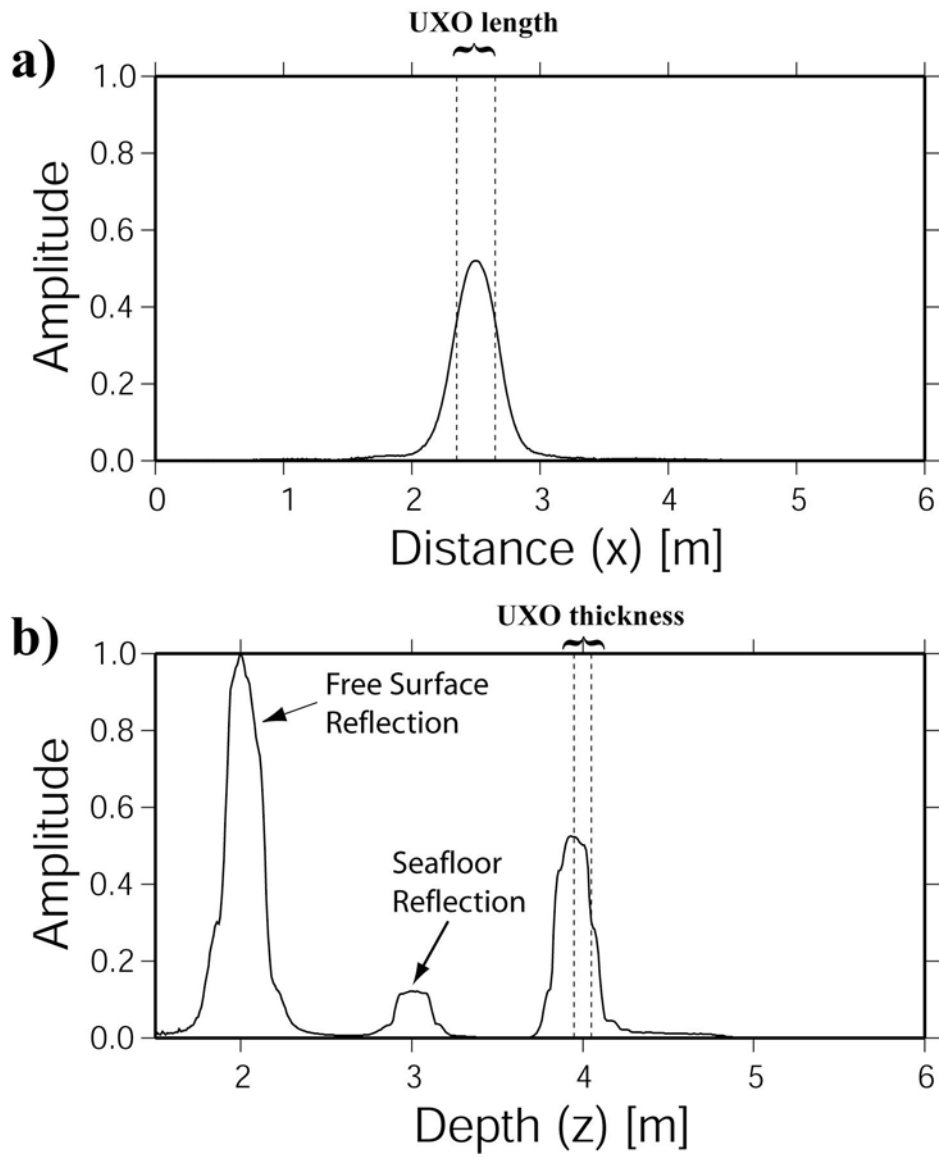 UXO length
a)
1.0
0.8
0.6
0.4
0.2
0.0
Amplitude
0 1 2 3 4 5 6
Distance (x) [m]
UXO thickness
b)
1.0
0.8
0.6
0.4
0.2
0.0
Amplitude
Free Surface
Reflection
Seafloor
Reflection
2 3 4 5 6
Depth (z) [m]